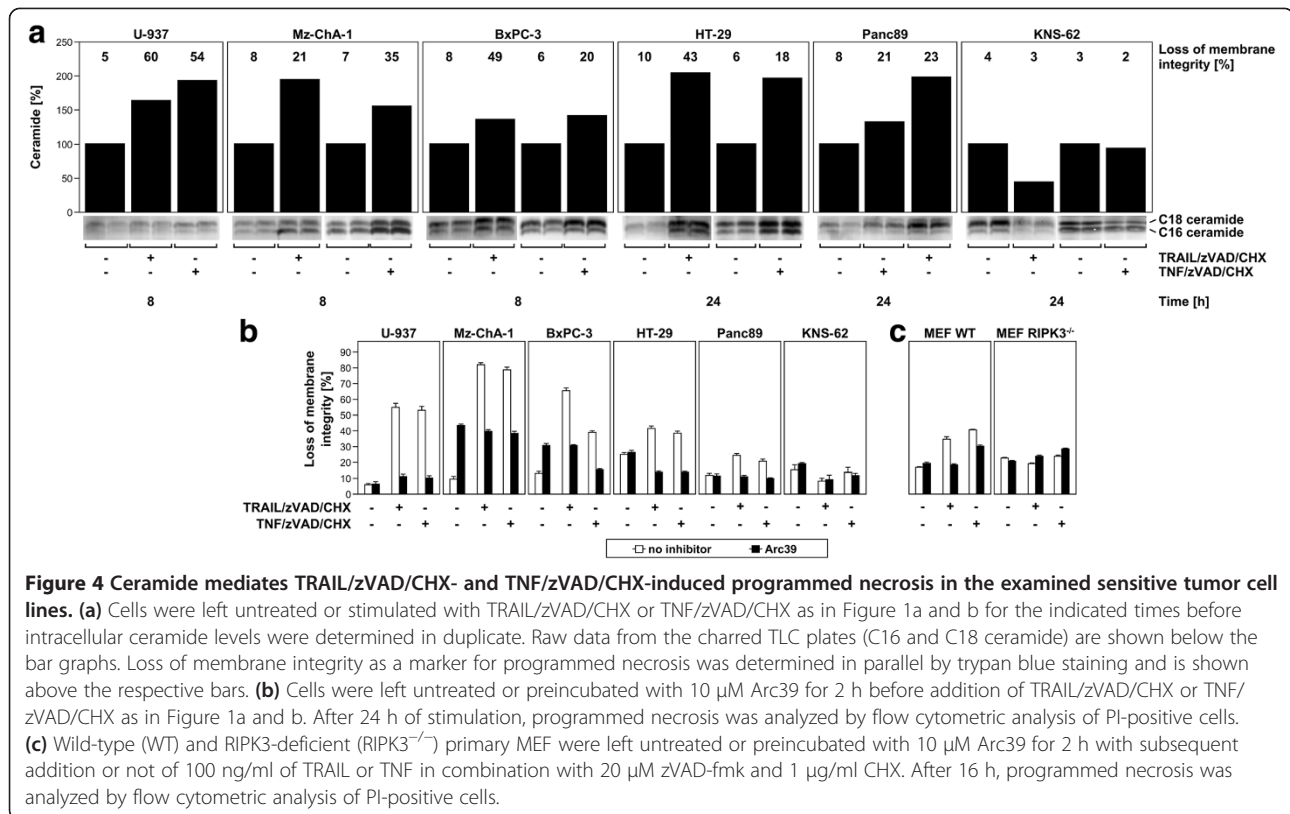 a
U-937 Mz-ChA-1 BxPC-3 HT-29 Panc89 KNS-62
250
200
150
100
50
0
Ceramide [%]
5 60 54 8 21 7 35 8 49 6 20 10 43 6 18 8 21 23 4 3 3 2
Loss of membrane
integrity [%]
C18 ceramide
C16 ceramide
- + - - + - - - + - - - + - - - + - - + - -
TRAIL/zVAD/CHX
- - + - - - + - - - + - - - + - - + - - - +
TNF/zVAD/CHX
8 8 8 24 24 24 Time [h]
b
U-937 Mz-ChA-1 BxPC-3 HT-29 Panc89 KNS-62
c
MEF WT MEF RIPK3-/-
90
80
70
60
50
40
30
20
10
0
Loss of membrane
integrity [%]
TRAIL/zVAD/CHX - + - - + - - + - - + - - + - - + - - + - - + -
TNF/zVAD/CHX - - + - - + - - + - - + - - + - - + - - + - - +
no inhibitor Arc39
Figure 4 Ceramide mediates TRAIL/zVAD/CHX- and TNF/zVAD/CHX-induced programmed necrosis in the examined sensitive tumor cell
lines. (a) Cells were left untreated or stimulated with TRAIL/zVAD/CHX or TNF/zVAD/CHX as in Figure 1a and b for the indicated times before
intracellular ceramide levels were determined in duplicate. Raw data from the charred TLC plates (C16 and C18 ceramide) are shown below the
bar graphs. Loss of membrane integrity as a marker for programmed necrosis was determined in parallel by trypan blue staining and is shown
above the respective bars. (b) Cells were left untreated or preincubated with 10 μM Arc39 for 2 h before addition of TRAIL/zVAD/CHX or TNF/
zVAD/CHX as in Figure 1a and b. After 24 h of stimulation, programmed necrosis was analyzed by flow cytometric analysis of PI-positive cells.
(c) Wild-type (WT) and RIPK3-deficient (RIPK3−/−) primary MEF were left untreated or preincubated with 10 μM Arc39 for 2 h with subsequent
addition or not of 100 ng/ml of TRAIL or TNF in combination with 20 μM zVAD-fmk and 1 μg/ml CHX. After 16 h, programmed necrosis was
analyzed by flow cytometric analysis of PI-positive cells.